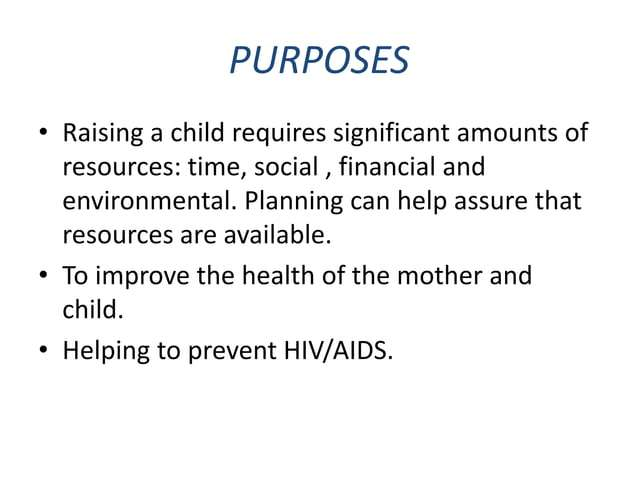 PURPOSES
• Raising a child requires significant amounts of
resources: time, social , financial and
environmental. Planning can help assure that
resources are available.
• To improve the health of the mother and
child.
• Helping to prevent HIV/AIDS.